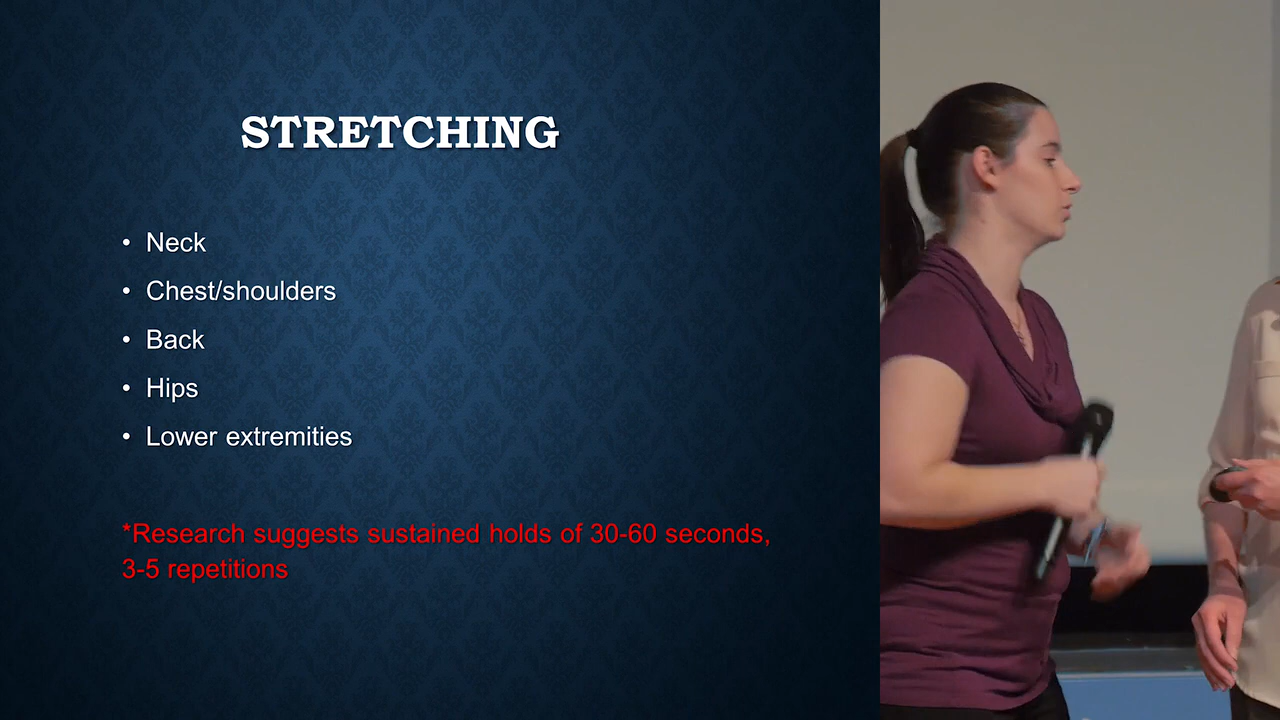 STRETCHING
• Neck
• Chest/shoulders
• Back
• Hips
• Lower extremities
*Research suggests sustained holds of 30-60 seconds,
3-5 repetitions